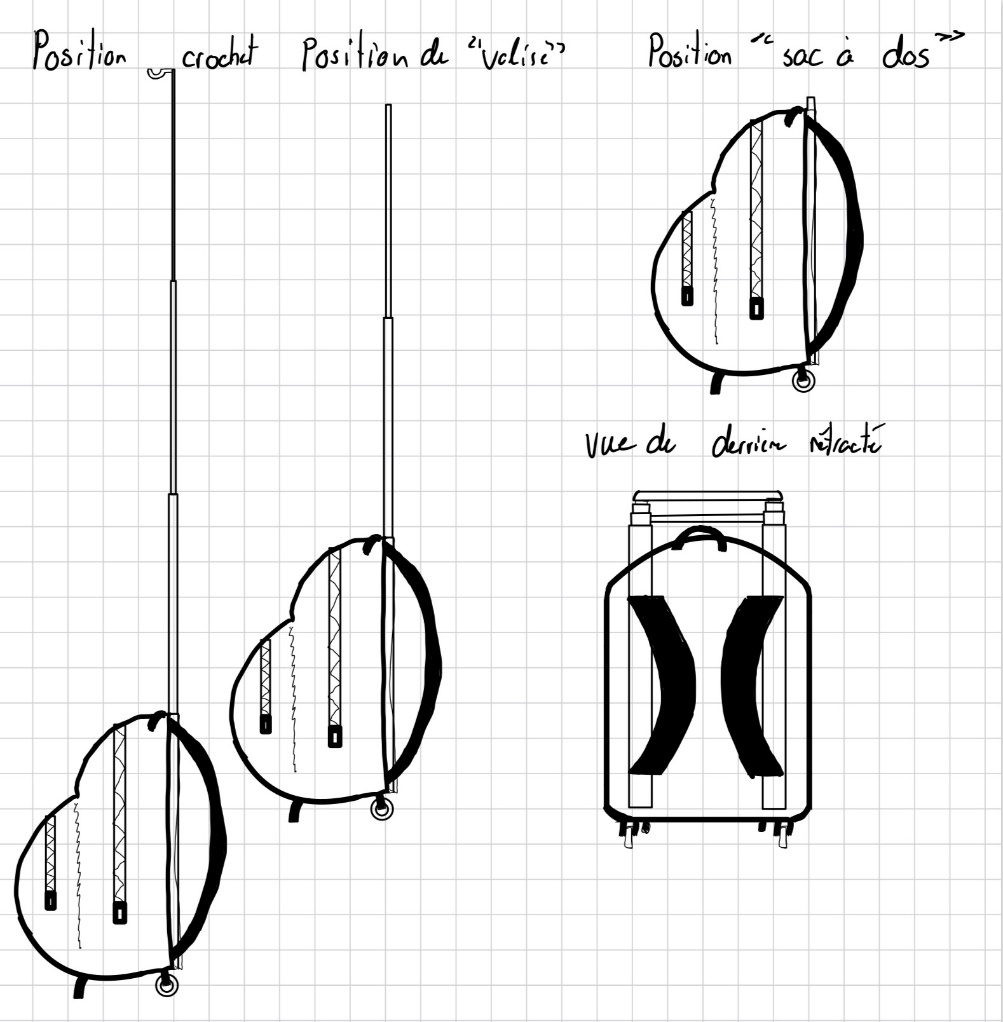 Position crochet
Position de "valise"
Position "sac à dos"
vue de derrière rétracté